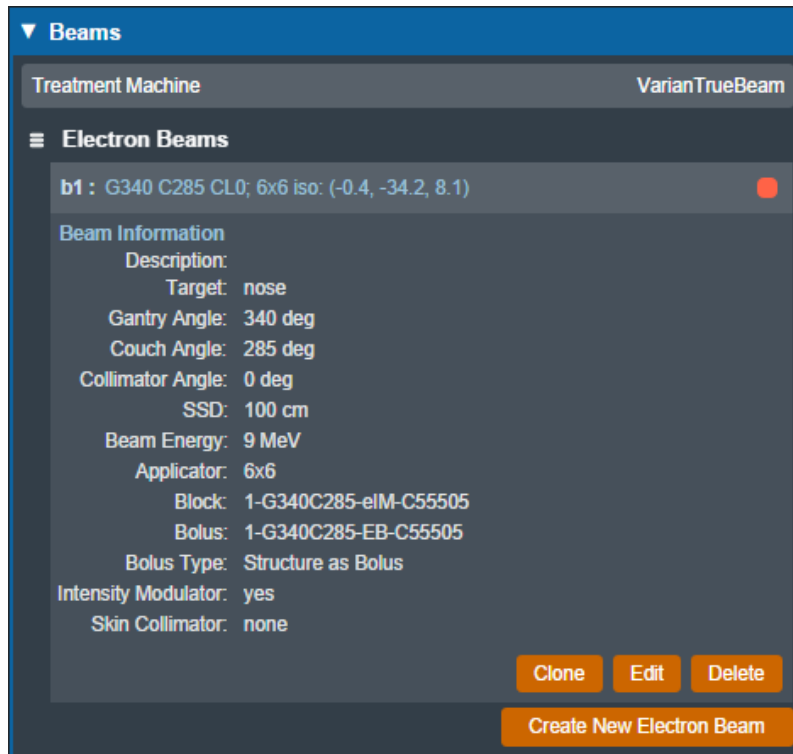 Beams
Treatment Machine VarianTrueBeam
Electron Beams
b1 : G340 C285 CL0; 6x6 iso: (-0.4, -34.2, 8.1)
Beam Information
Description:
Target: nose
Gantry Angle: 340 deg
Couch Angle: 285 deg
Collimator Angle: 0 deg
SSD: 100 cm
Beam Energy: 9 MeV
Applicator: 6x6
Block: 1-G340C285-eIM-C55505
Bolus: 1-G340C285-EB-C55505
Bolus Type: Structure as Bolus
Intensity Modulator: yes
Skin Collimator: none
Clone Edit Delete
Create New Electron Beam